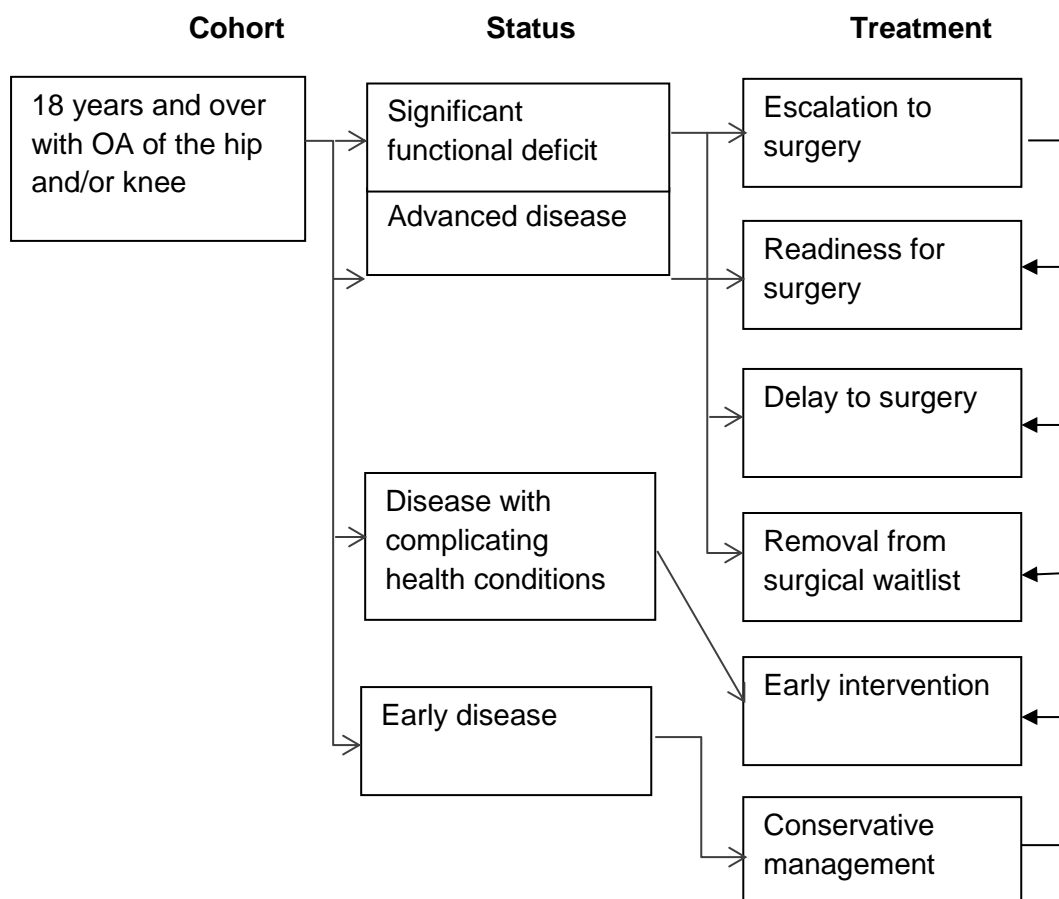 Cohort
Status
Treatment
18 years and over
with OA of the hip
and/or knee
Significant
functional deficit
Advanced disease
Disease with
complicating
health conditions
Early disease
Escalation to
surgery
Readiness for
surgery
Delay to surgery
Removal from
surgical waitlist
Early intervention
Conservative
management